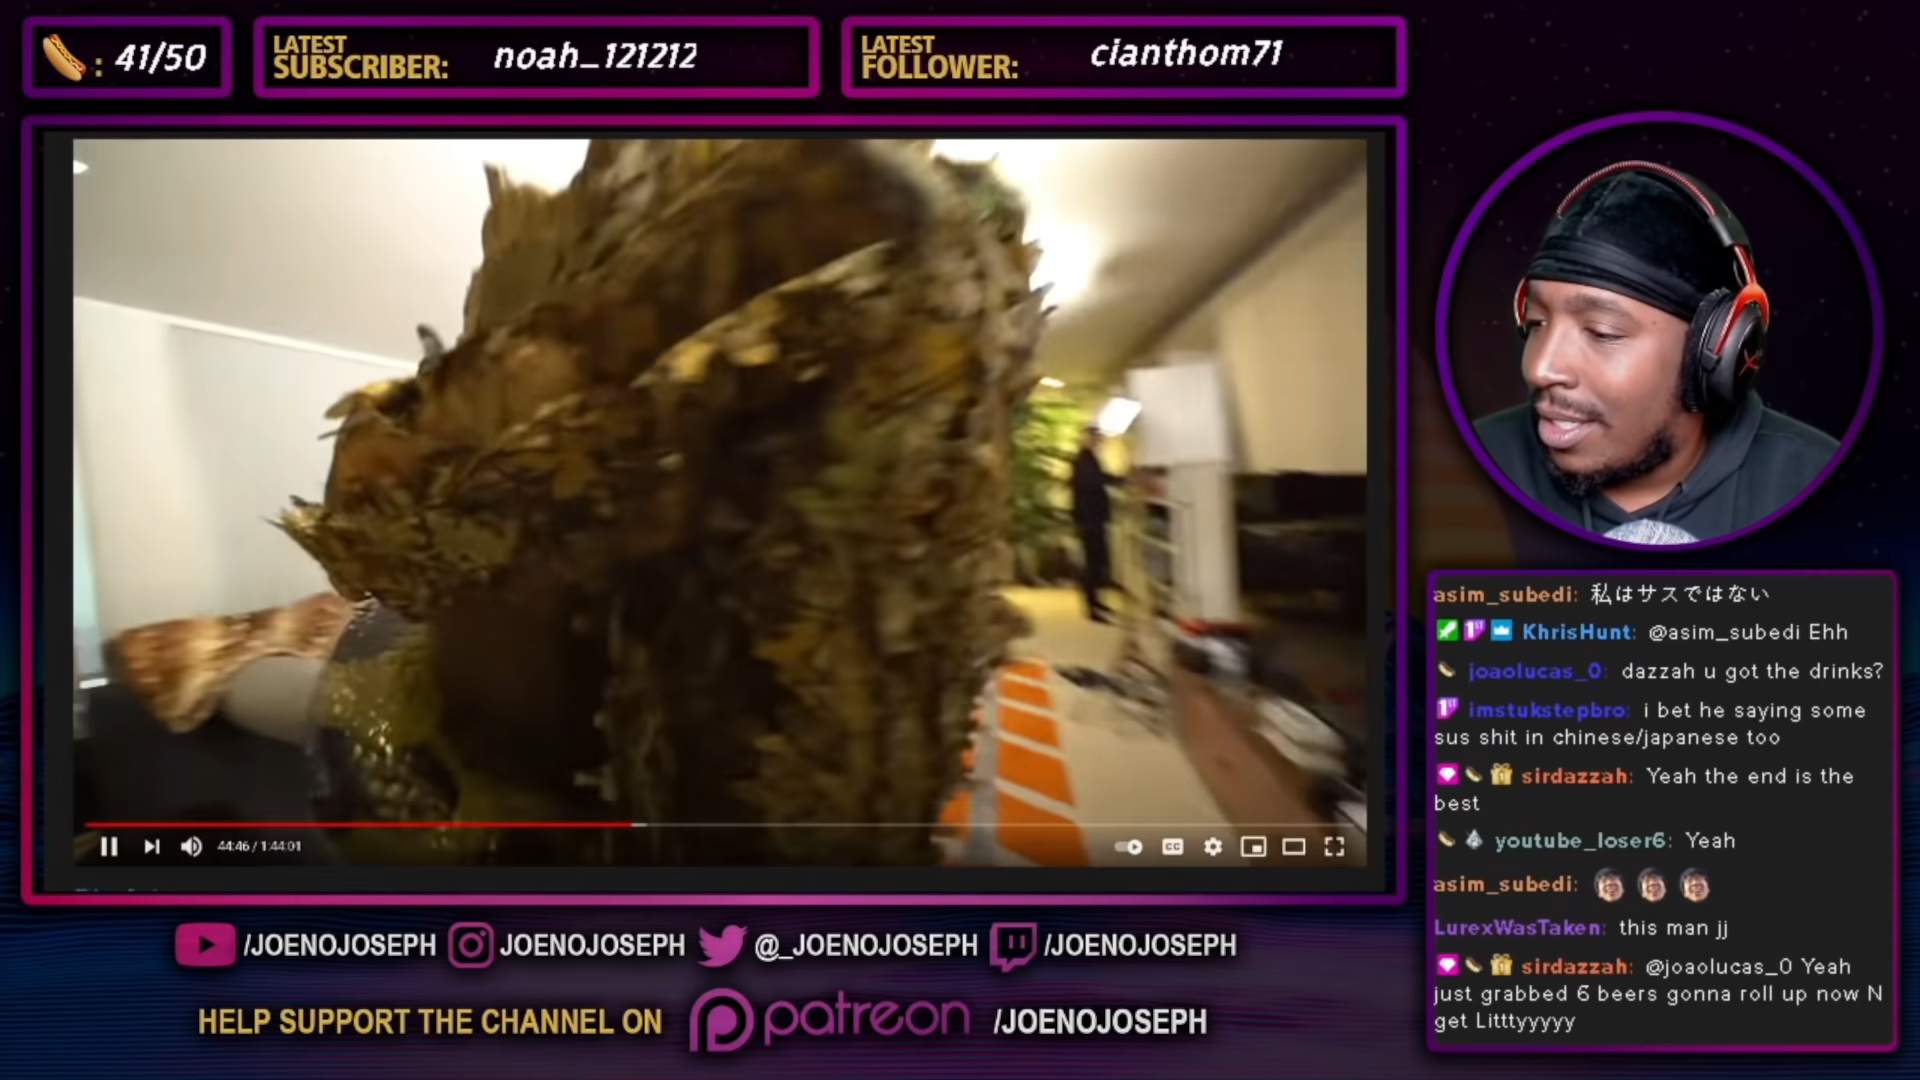 : 41/50
LATEST
SUBSCRIBER:
noah_121212
LATEST
FOLLOWER:
cianthom71
44:46 / 1:44:01
CC
asim_subedi: 私はサスではない
KhrisHunt: @asim_subedi Ehh
joaolucas_0: dazzah u got the drinks?
imstukstepbro: i bet he saying some
sus shit in chinese/japanese too
sirdazzah: Yeah the end is the
best
youtube_loser6: Yeah
asim_subedi:
LurexWasTaken: this man jj
sirdazzah: @joaolucas_0 Yeah
just grabbed 6 beers gonna roll up now N
get Litttyyyyy
/JOENOJOSEPH
JOENOJOSEPH
@_JOENOJOSEPH
/JOENOJOSEPH
HELP SUPPORT THE CHANNEL ON
patreon
/JOENOJOSEPH